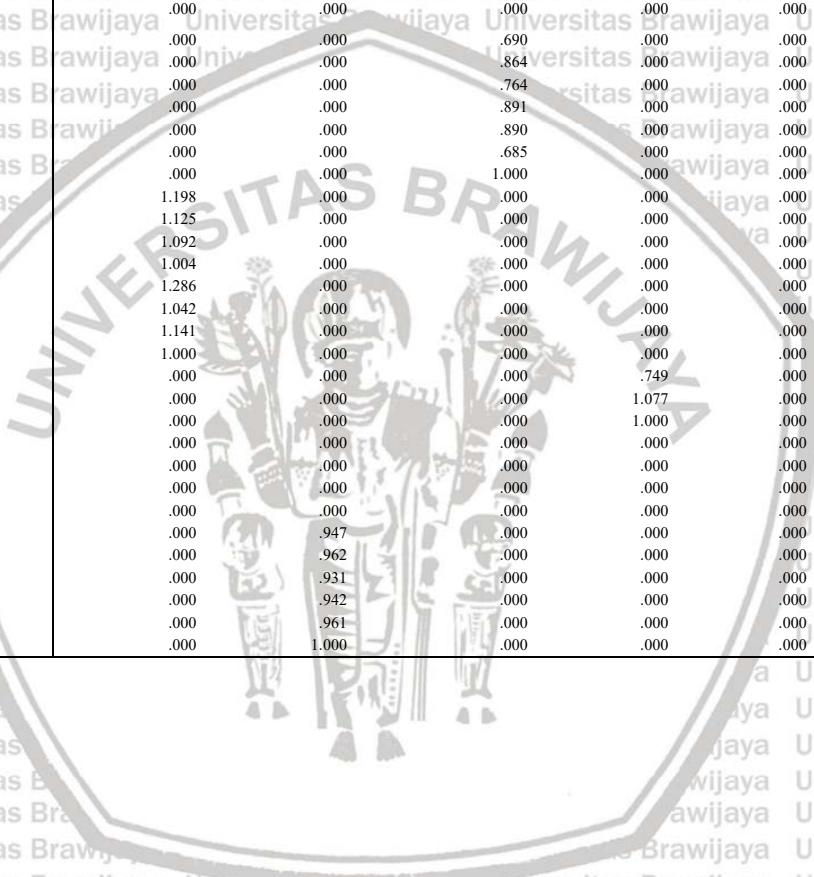 .000 .000 .000 .000 .000
.000 .000 .690 .000 .000
.000 .000 .864 .000 .000
.000 .000 .764 .000 .000
.000 .000 .891 .000 .000
.000 .000 .890 .000 .000
.000 .000 .685 .000 .000
.000 .000 1.000 .000 .000
1.198 .000 .000 .000 .000
1.125 .000 .000 .000 .000
1.092 .000 .000 .000 .000
1.004 .000 .000 .000 .000
1.286 .000 .000 .000 .000
1.042 .000 .000 .000 .000
1.141 .000 .000 .000 .000
1.000 .000 .000 .000 .000
.000 .000 .000 .749 .000
.000 .000 .000 1.077 .000
.000 .000 .000 1.000 .000
.000 .000 .000 .000 .000
.000 .000 .000 .000 .000
.000 .000 .000 .000 .000
.000 .000 .000 .000 .000
.000 .947 .000 .000 .000
.000 .962 .000 .000 .000
.000 .931 .000 .000 .000
.000 .942 .000 .000 .000
.000 .961 .000 .000 .000
.000 1.000 .000 .000 .000
UNIVERSITAS BRAWIJAYA